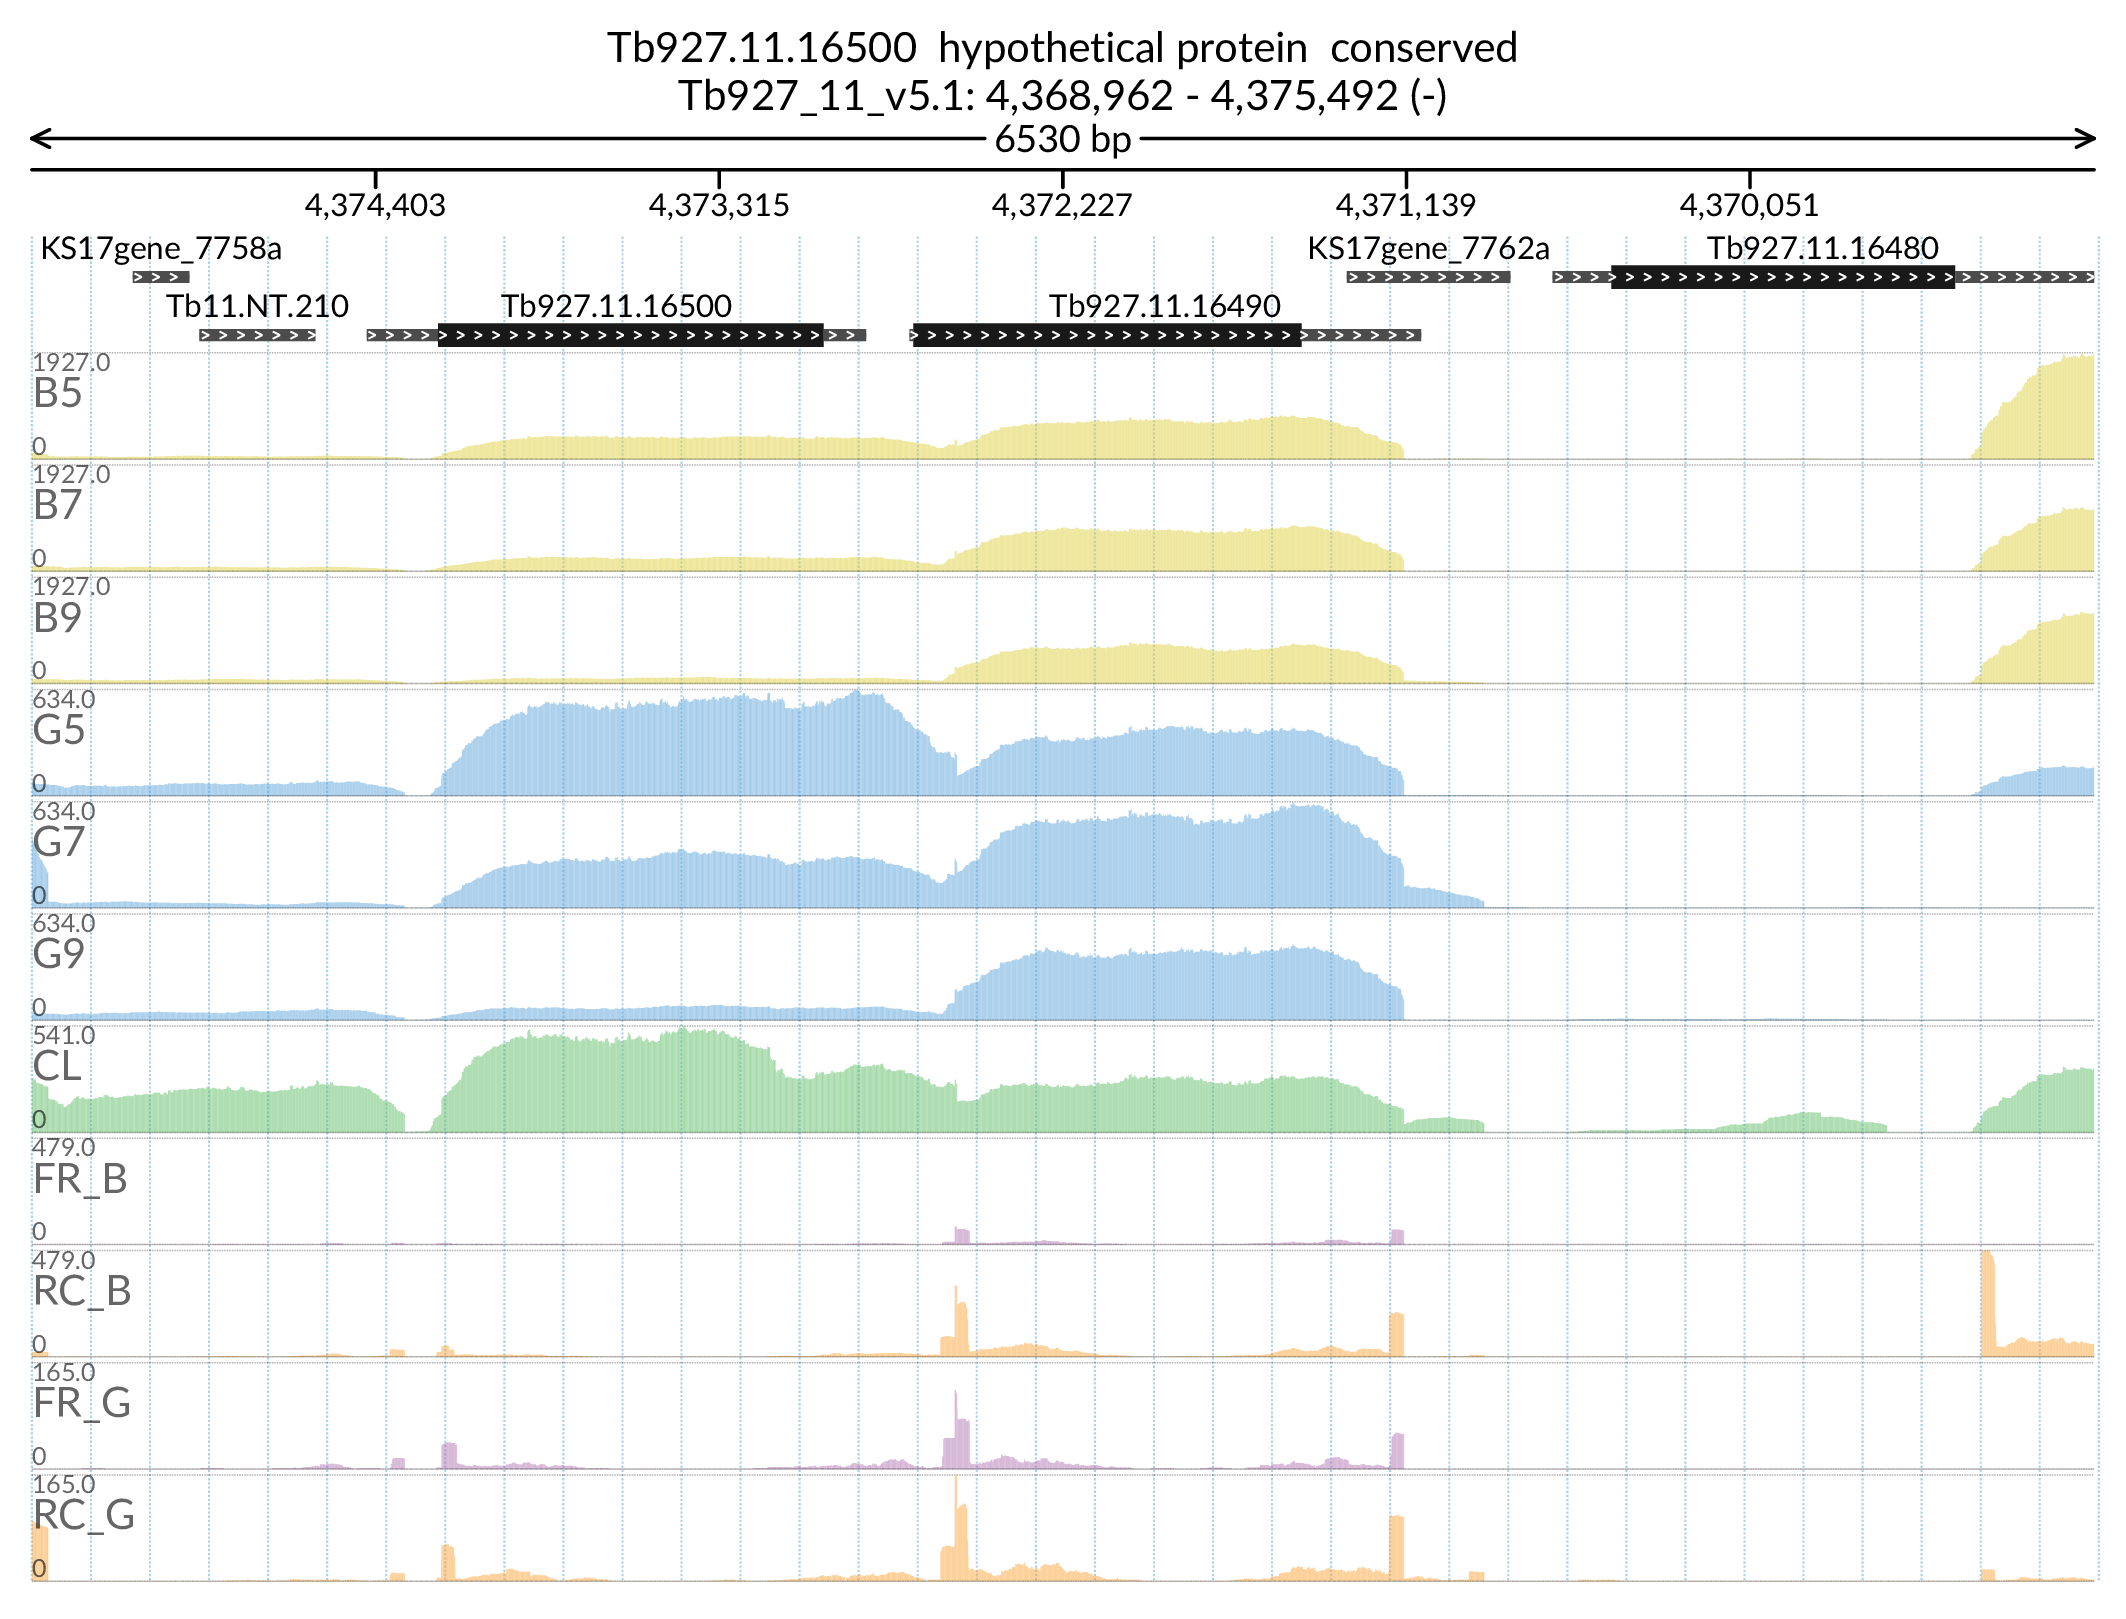 Tb927.11.16500  hypothetical protein  conserved
Tb927_11_v5.1: 4,368,962 - 4,375,492 (-)
6530 bp
4,374,403 4,373,315 4,372,227 4,371,139 4,370,051
KS17gene_7758a KS17gene_7762a Tb927.11.16480
Tb11.NT.210 Tb927.11.16500 Tb927.11.16490
1927.0
B5
0
1927.0
B7
0
1927.0
B9
0
634.0
G5
0
634.0
G7
0
634.0
G9
0
541.0
CL
0
479.0
FR_B
0
479.0
RC_B
0
165.0
FR_G
0
165.0
RC_G
0